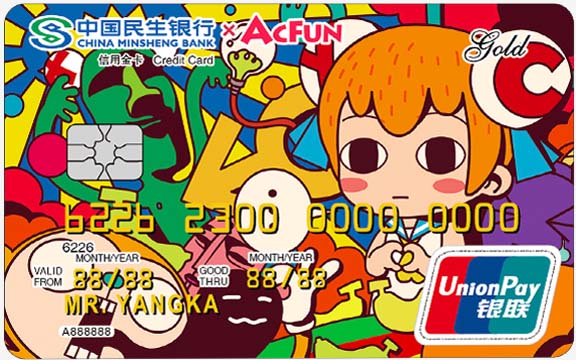 中国民生银行 × ACFUN
CHINA MINSHENG BANK
信用金卡 Credit Card
Gold
6226 2300 0000 0000
6226
MONTH/YEAR MONTH/YEAR
VALID FROM 88/88 GOOD THRU 88/88
MR.YANGKA
A888888
UnionPay
银联